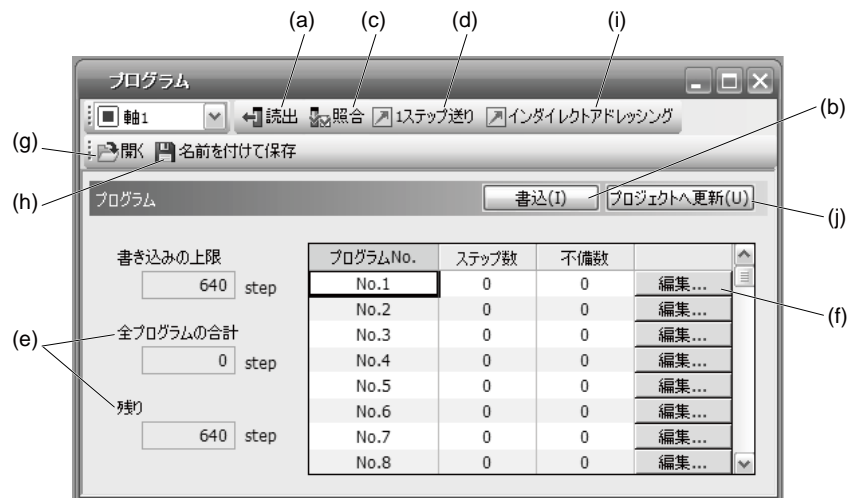 (a) (c) (d) (i)
プログラム
軸1 読出 照合 1ステップ送り インダイレクトアドレッシング
(b)
(g) 開く 名前を付けて保存
(h)
プログラム 書込(I) プロジェクトへ更新(U)
(j)
書き込みの上限
640 step
全プログラムの合計
(e)
0 step
残り
640 step
プログラムNo. ステップ数 不備数
No.1 0 0 編集...
(f)
No.2 0 0 編集...
No.3 0 0 編集...
No.4 0 0 編集...
No.5 0 0 編集...
No.6 0 0 編集...
No.7 0 0 編集...
No.8 0 0 編集...